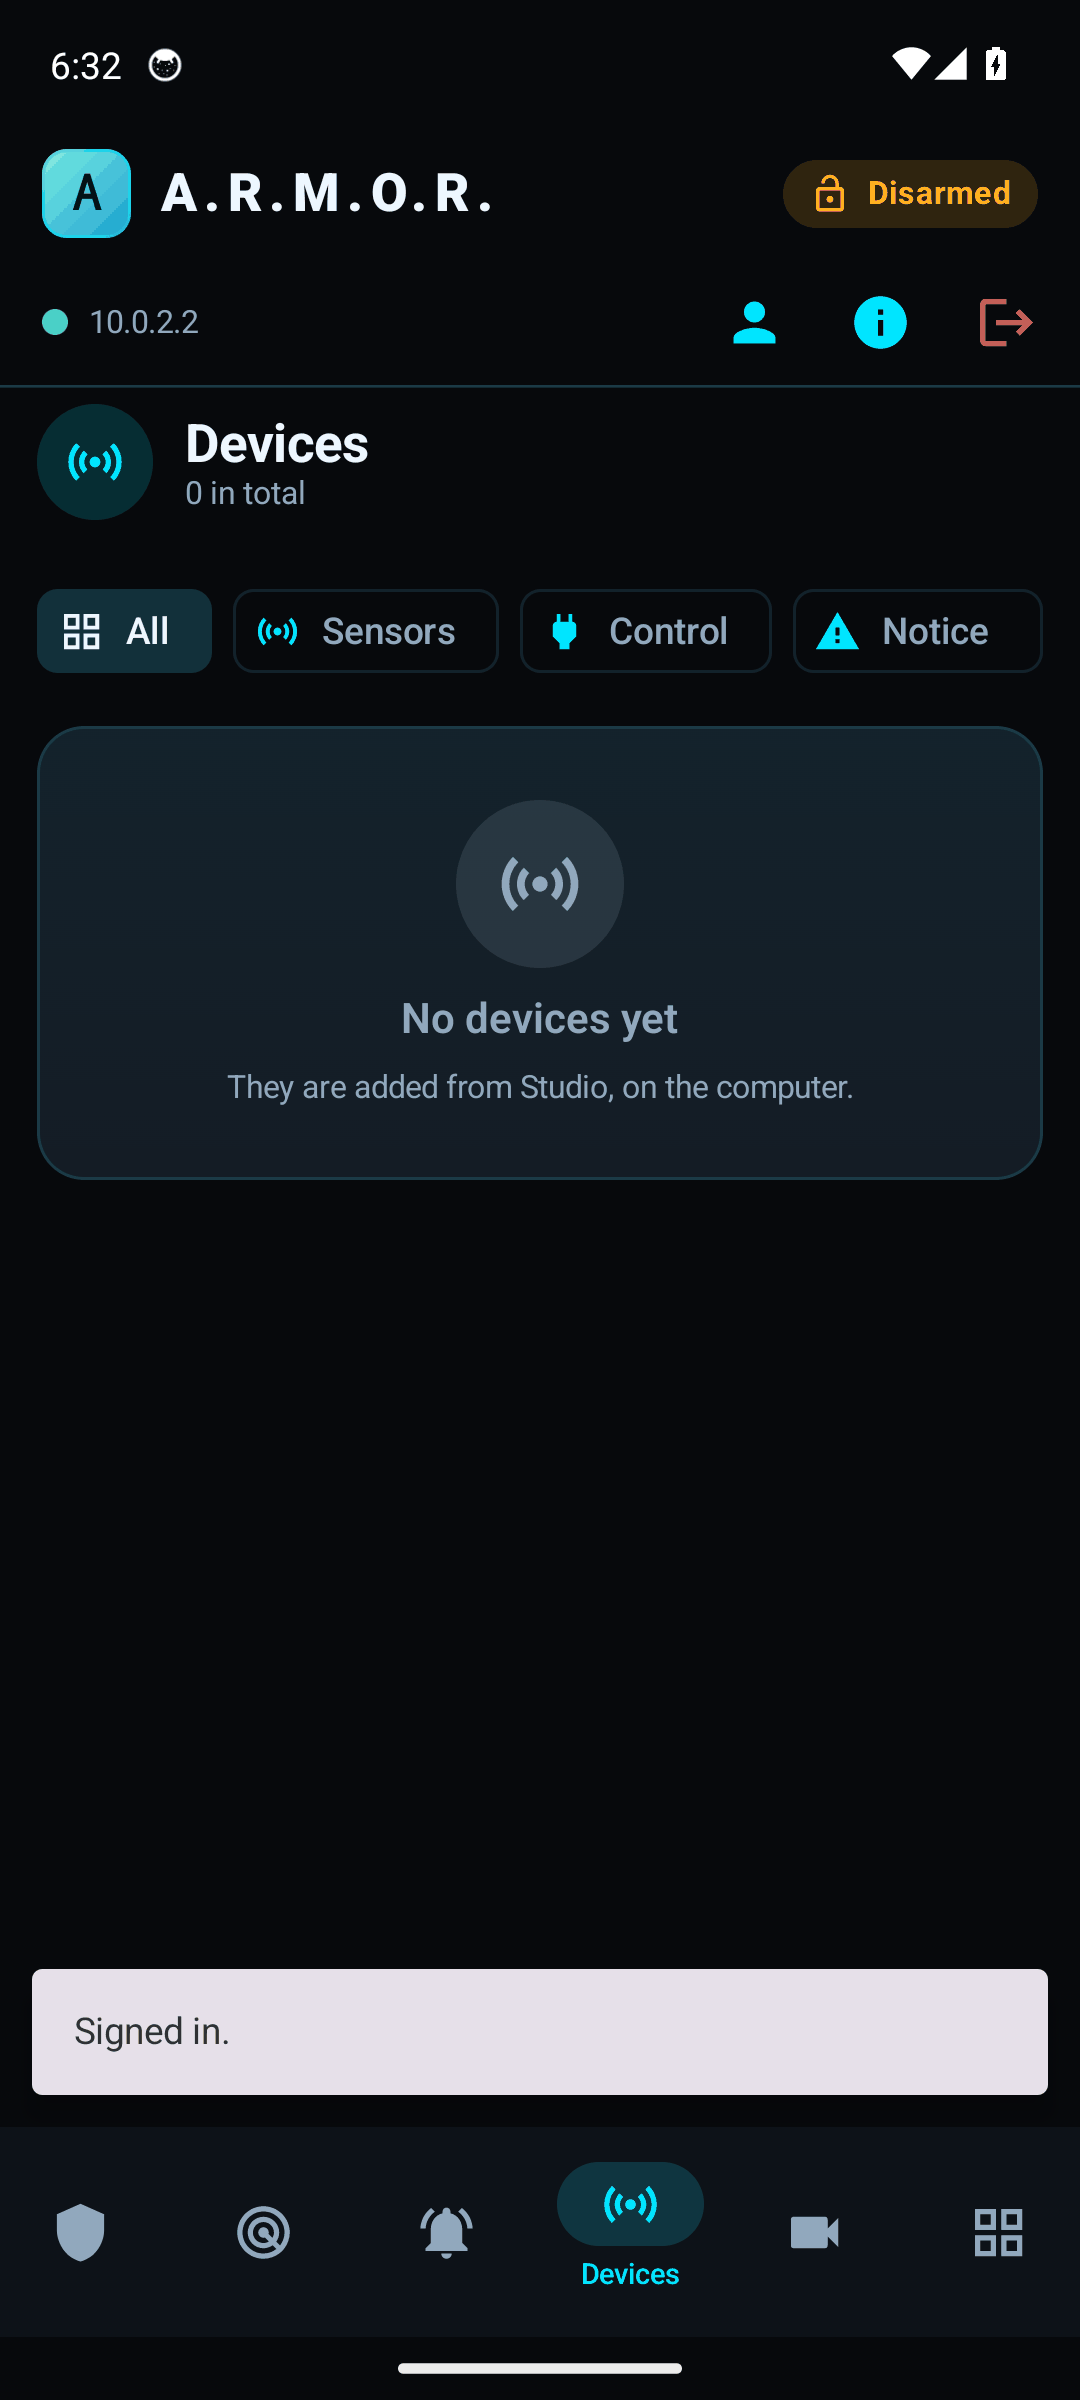 6:32
A
A.R.M.O.R.
Disarmed
10.0.2.2
Devices
0 in total
All
Sensors
Control
Notice
No devices yet
They are added from Studio, on the computer.
Signed in.
Devices